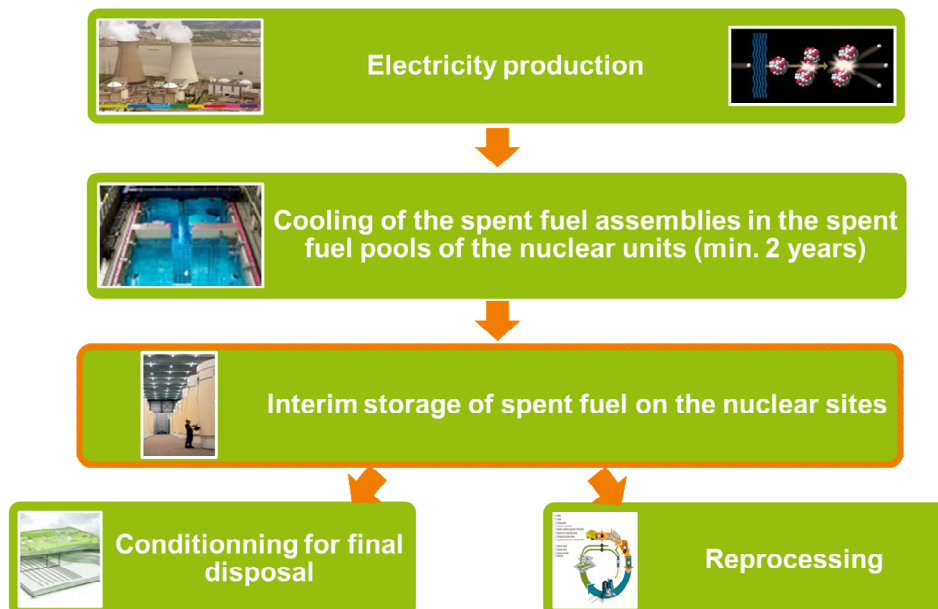 Electricity production
Cooling of the spent fuel assemblies in the spent
fuel pools of the nuclear units (min. 2 years)
Interim storage of spent fuel on the nuclear sites
Conditionning for final
disposal
Reprocessing